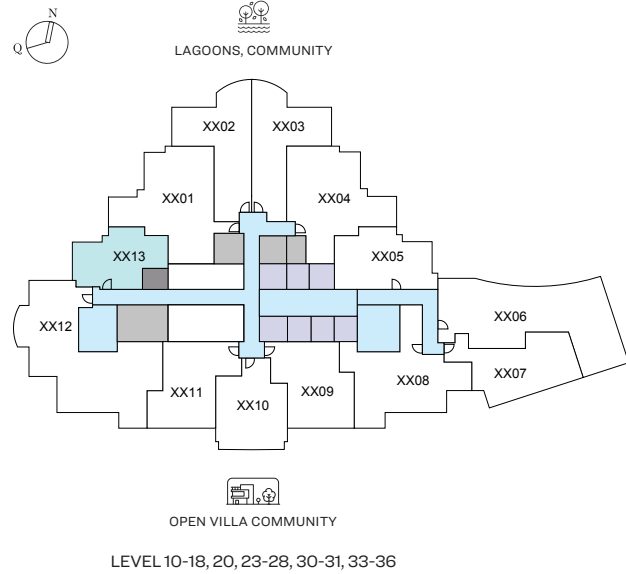 N
Q
LAGOONS, COMMUNITY
XX02
XX03
XX01
XX04
XX13
XX05
XX12
XX06
XX11
XX10
XX09
XX08
XX07
OPEN VILLA COMMUNITY
LEVEL 10-18, 20, 23-28, 30-31, 33-36